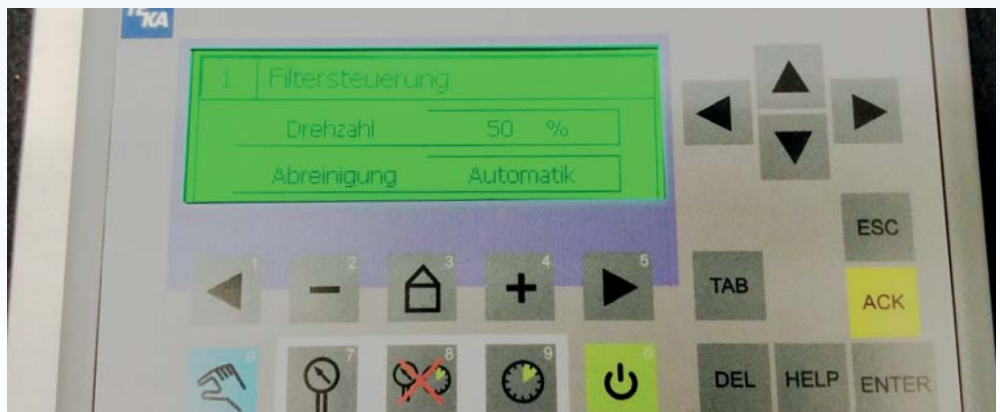 TEKA
1 Filtersteuerung
Drehzahl 50 %
Abreinigung Automatik
ESC
1 2 3 4 5
TAB
ACK
6 7 8 9 0
DEL HELP ENTER